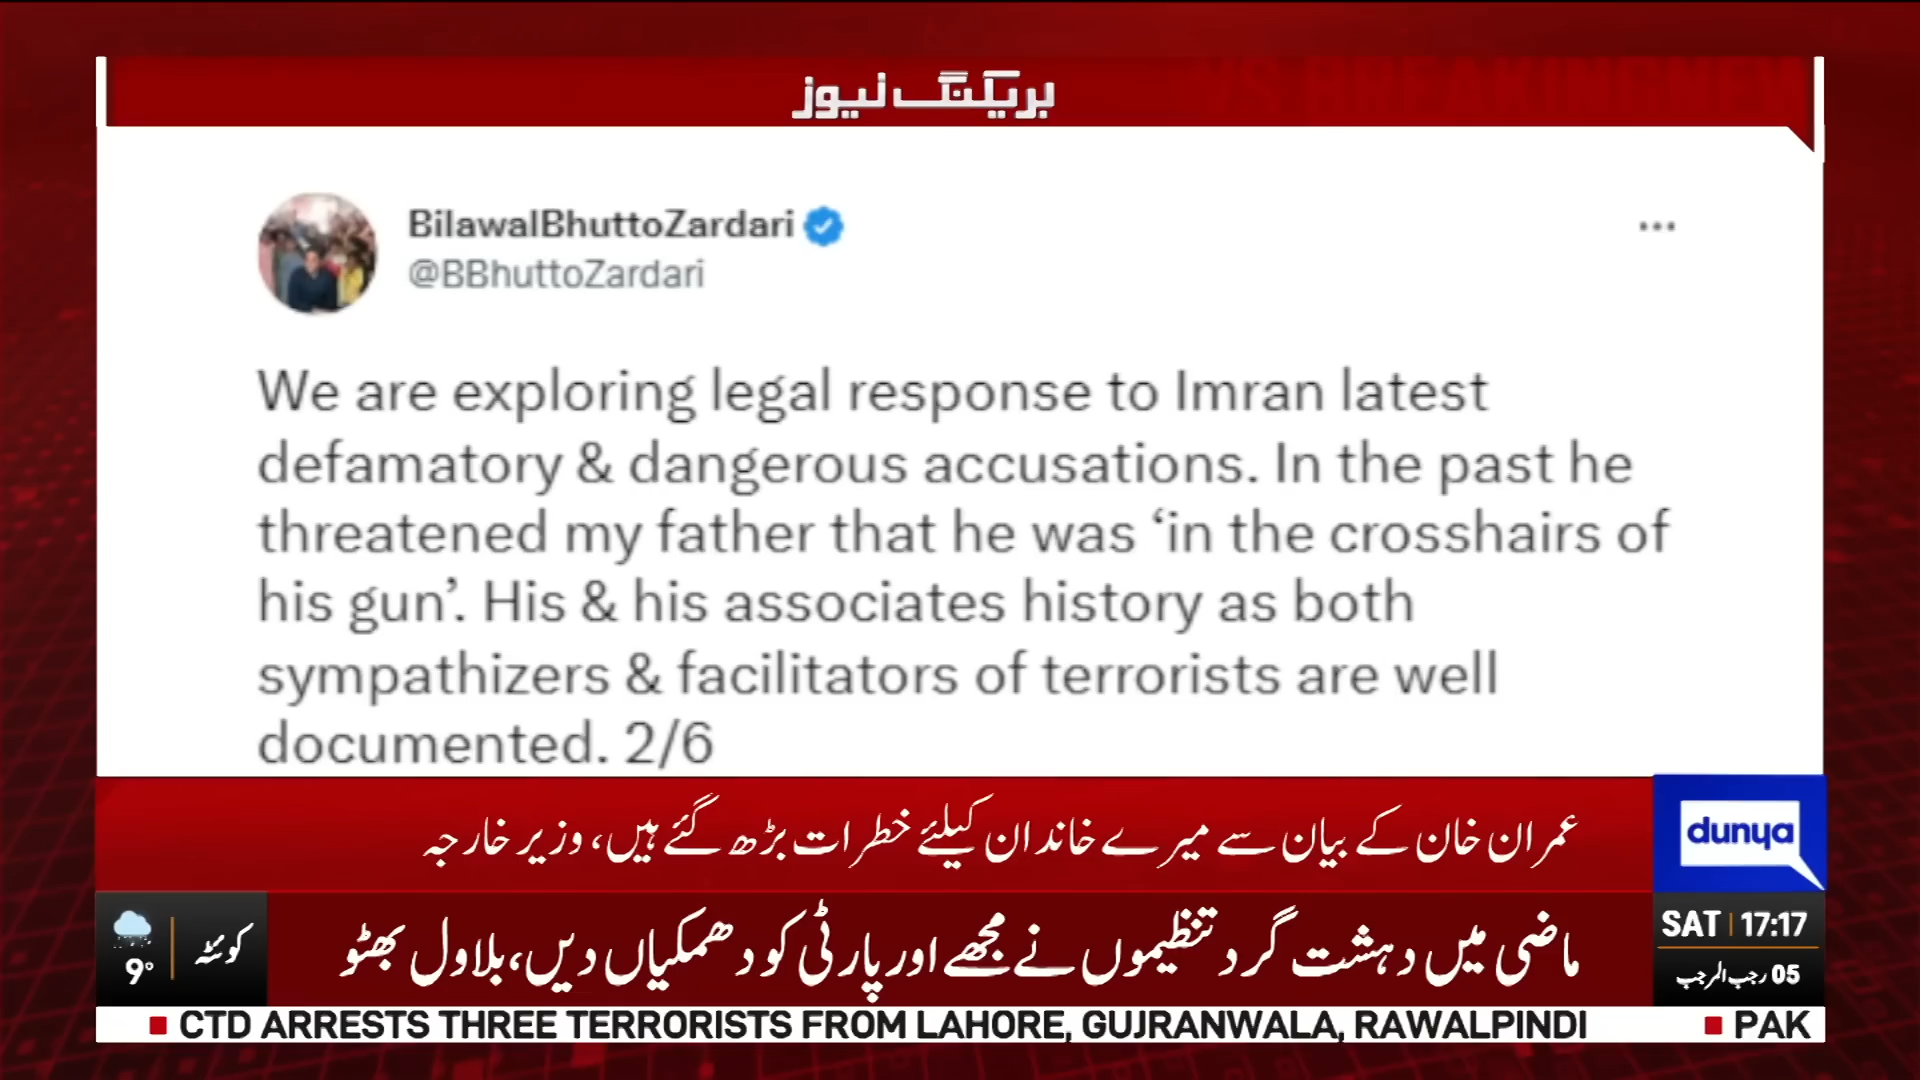 بریکنگ نیوز
BilawalBhuttoZardari
@BBhuttoZardari
We are exploring legal response to Imran latest
defamatory & dangerous accusations. In the past he
threatened my father that he was ‘in the crosshairs of
his gun’. His & his associates history as both
sympathizers & facilitators of terrorists are well
documented. 2/6
عمران خان کے بیان سے میرے خاندان کیلئے خطرات بڑھ گئے ہیں، وزیر خارجہ
dunya
ماضی میں دہشت گرد تنظیموں نے مجھے اور پارٹی کو دھمکیاں دیں، بلاول بھٹو
کوئٹہ
9°
SAT 17:17
05 رجب المرجب
CTD ARRESTS THREE TERRORISTS FROM LAHORE, GUJRANWALA, RAWALPINDI
PAK